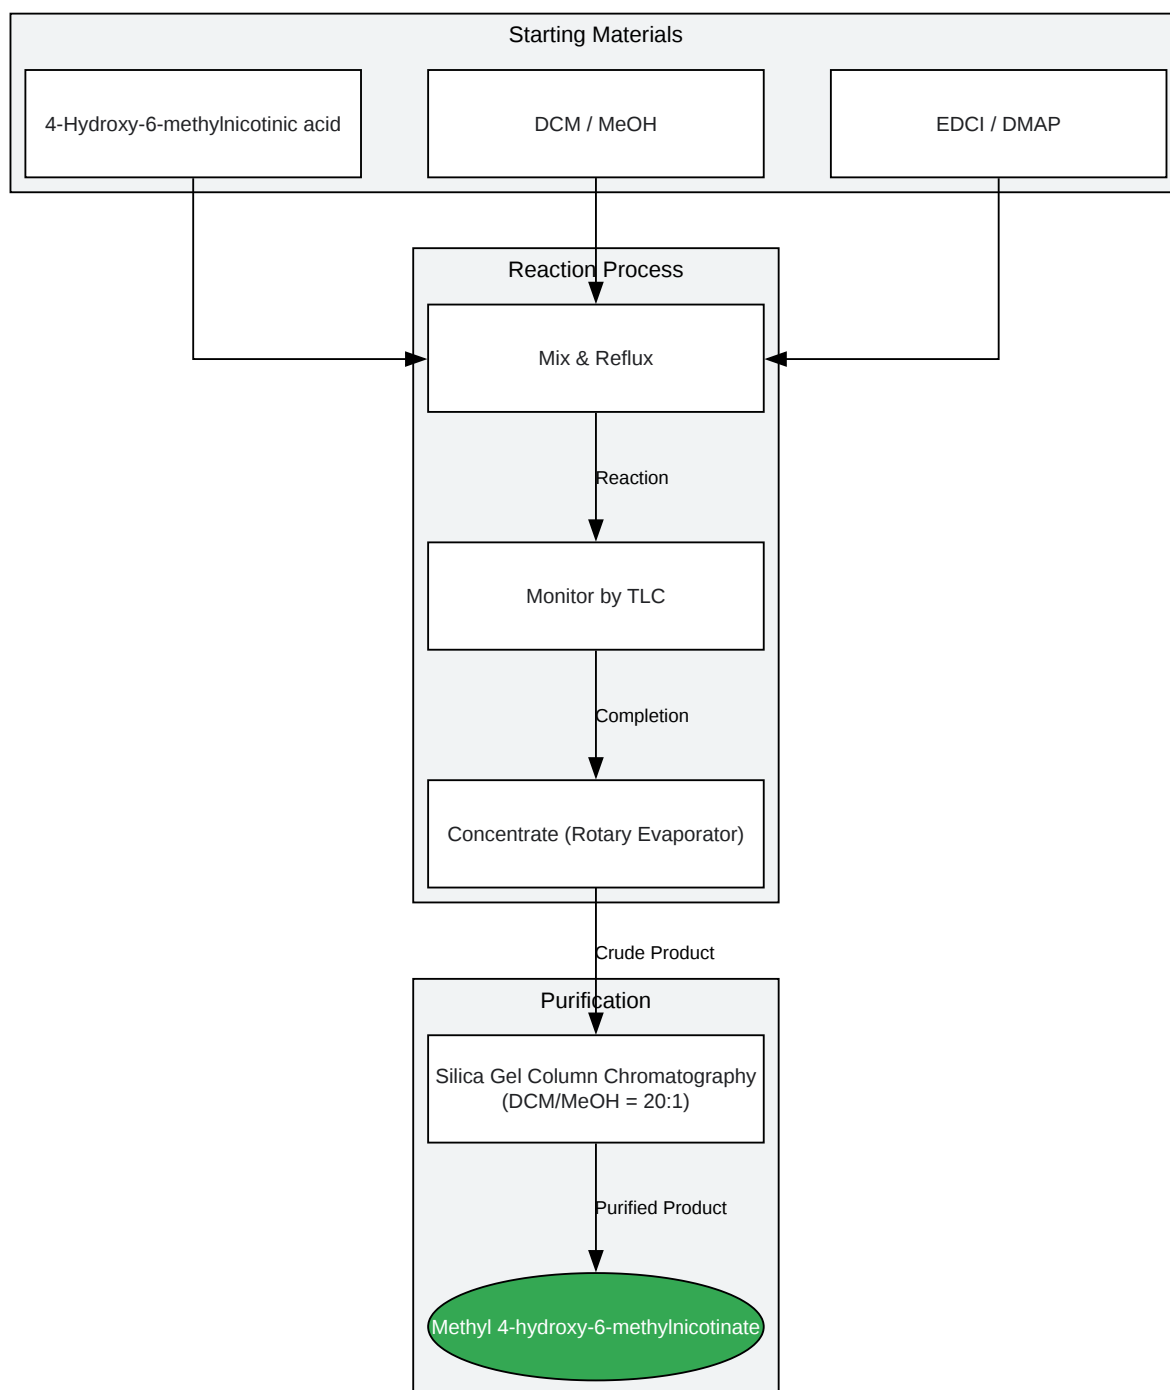 Starting Materials
4-Hydroxy-6-methylnicotinic acid
DCM / MeOH
EDCI / DMAP
Reaction Process
Mix & Reflux
Reaction
Monitor by TLC
Completion
Concentrate (Rotary Evaporator)
Crude Product
Purification
Silica Gel Column Chromatography
(DCM/MeOH = 20:1)
Purified Product
Methyl 4-hydroxy-6-methylnicotinate